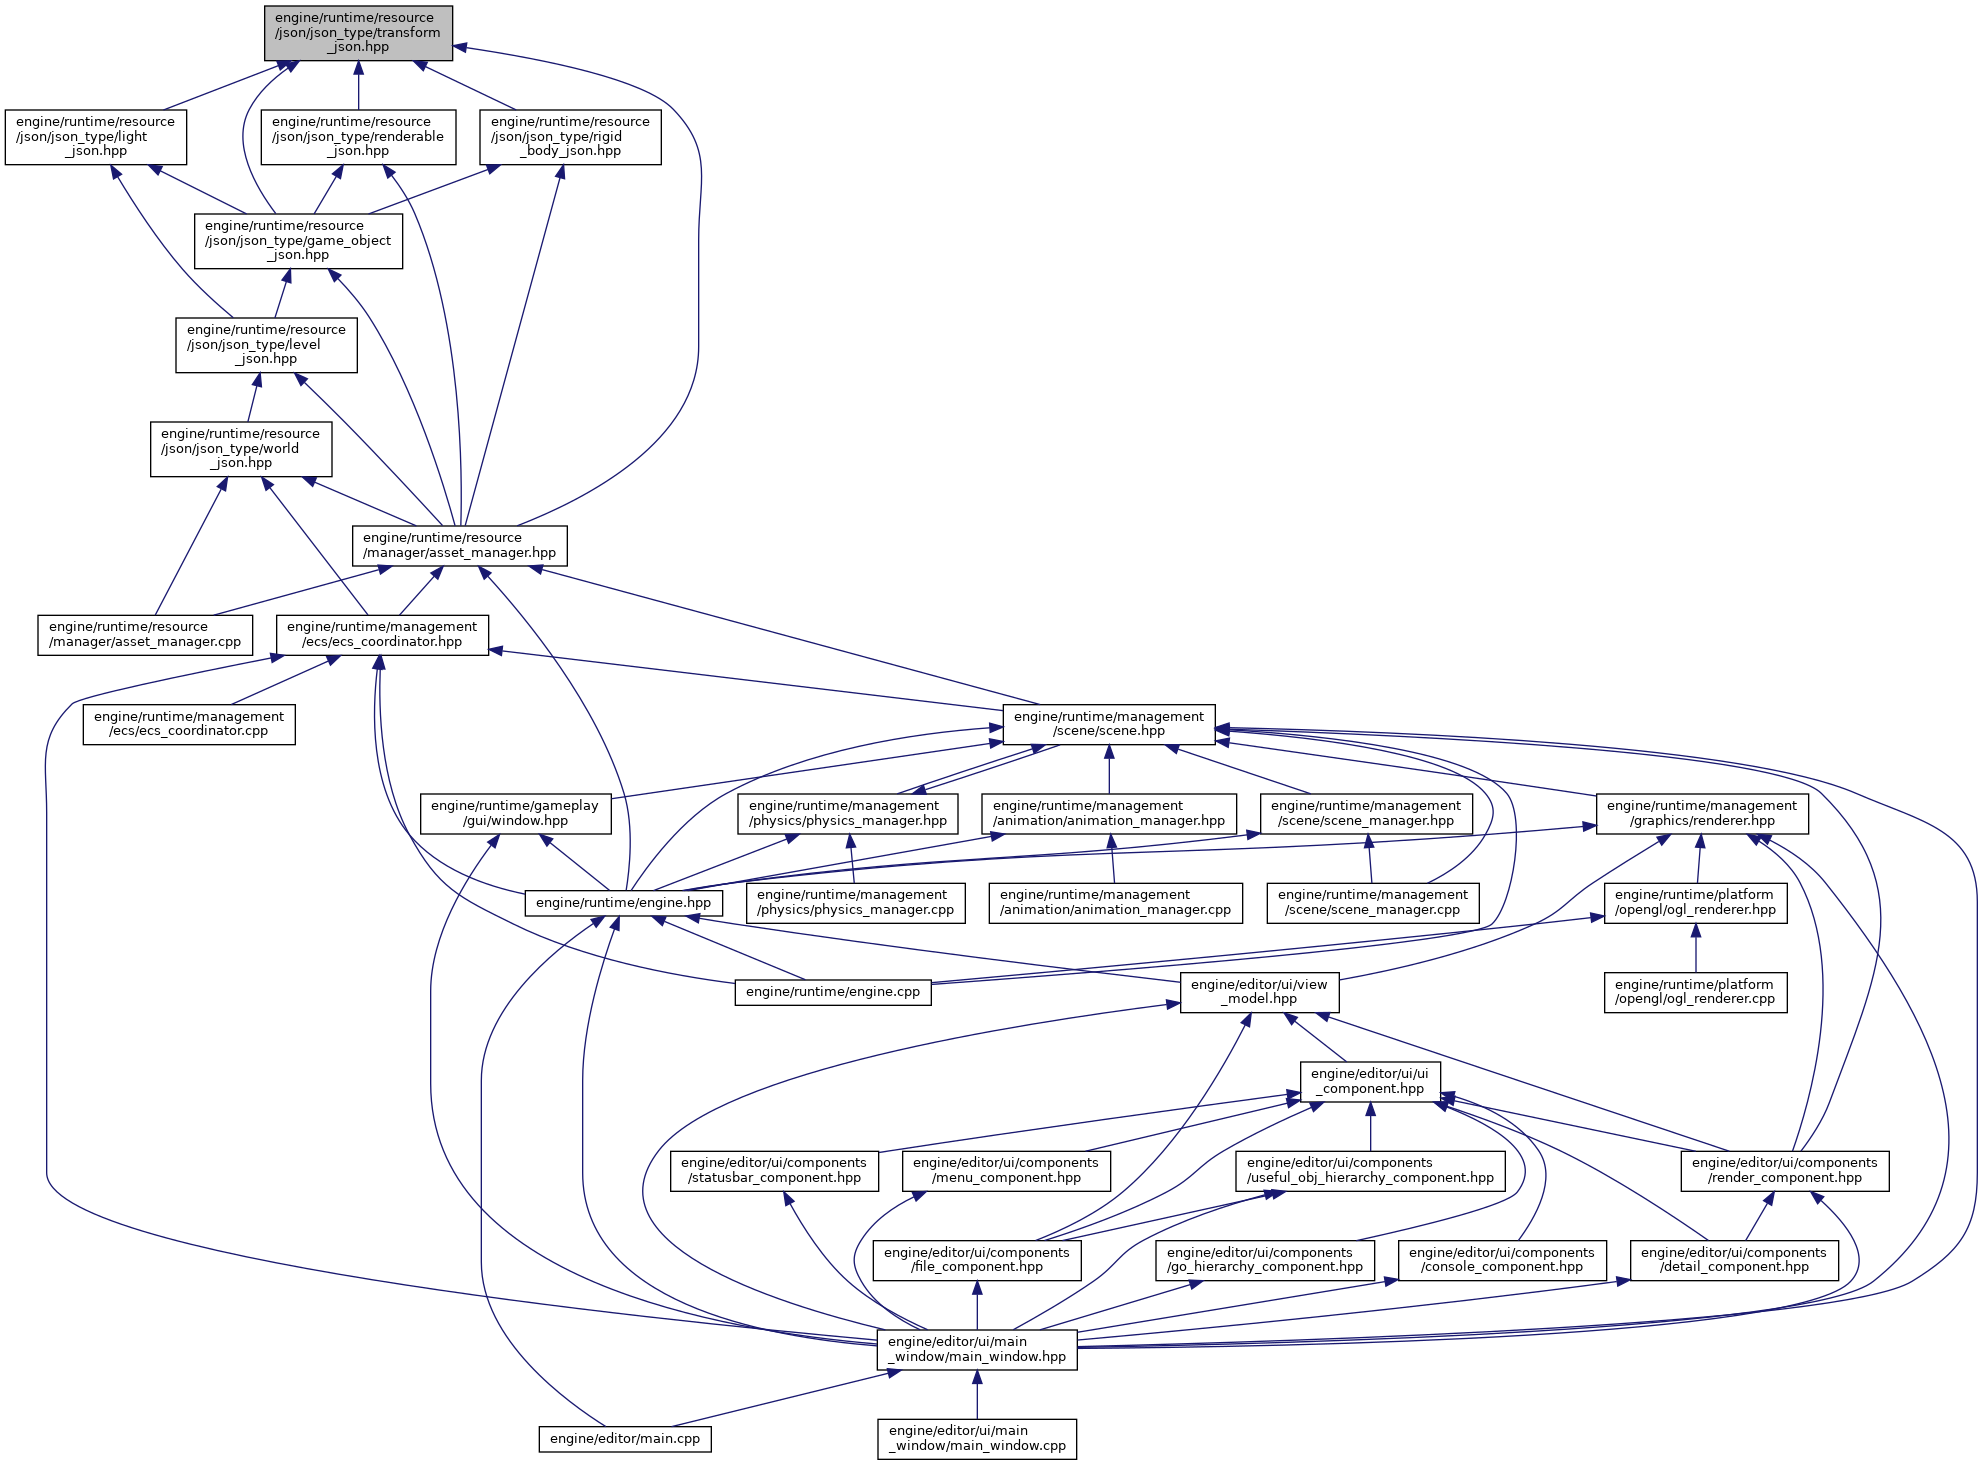 engine/runtime/resource
/json/json_type/transform
_json.hpp
engine/runtime/resource
/json/json_type/light
_json.hpp
engine/runtime/resource
/json/json_type/renderable
_json.hpp
engine/runtime/resource
/json/json_type/rigid
_body_json.hpp
engine/runtime/resource
/json/json_type/game_object
_json.hpp
engine/runtime/resource
/json/json_type/level
_json.hpp
engine/runtime/resource
/json/json_type/world
_json.hpp
engine/runtime/resource
/manager/asset_manager.hpp
engine/runtime/resource
/manager/asset_manager.cpp
engine/runtime/management
/ecs/ecs_coordinator.hpp
engine/runtime/management
/ecs/ecs_coordinator.cpp
engine/runtime/management
/scene/scene.hpp
engine/runtime/gameplay
/gui/window.hpp
engine/runtime/management
/physics/physics_manager.hpp
engine/runtime/management
/animation/animation_manager.hpp
engine/runtime/management
/scene/scene_manager.hpp
engine/runtime/management
/graphics/renderer.hpp
engine/runtime/engine.hpp
engine/runtime/management
/physics/physics_manager.cpp
engine/runtime/management
/animation/animation_manager.cpp
engine/runtime/management
/scene/scene_manager.cpp
engine/runtime/platform
/opengl/ogl_renderer.hpp
engine/runtime/engine.cpp
engine/editor/ui/view
_model.hpp
engine/runtime/platform
/opengl/ogl_renderer.cpp
engine/editor/ui/ui
_component.hpp
engine/editor/ui/components
/statusbar_component.hpp
engine/editor/ui/components
/menu_component.hpp
engine/editor/ui/components
/useful_obj_hierarchy_component.hpp
engine/editor/ui/components
/render_component.hpp
engine/editor/ui/components
/file_component.hpp
engine/editor/ui/components
/go_hierarchy_component.hpp
engine/editor/ui/components
/console_component.hpp
engine/editor/ui/components
/detail_component.hpp
engine/editor/ui/main
_window/main_window.hpp
engine/editor/main.cpp
engine/editor/ui/main
_window/main_window.cpp